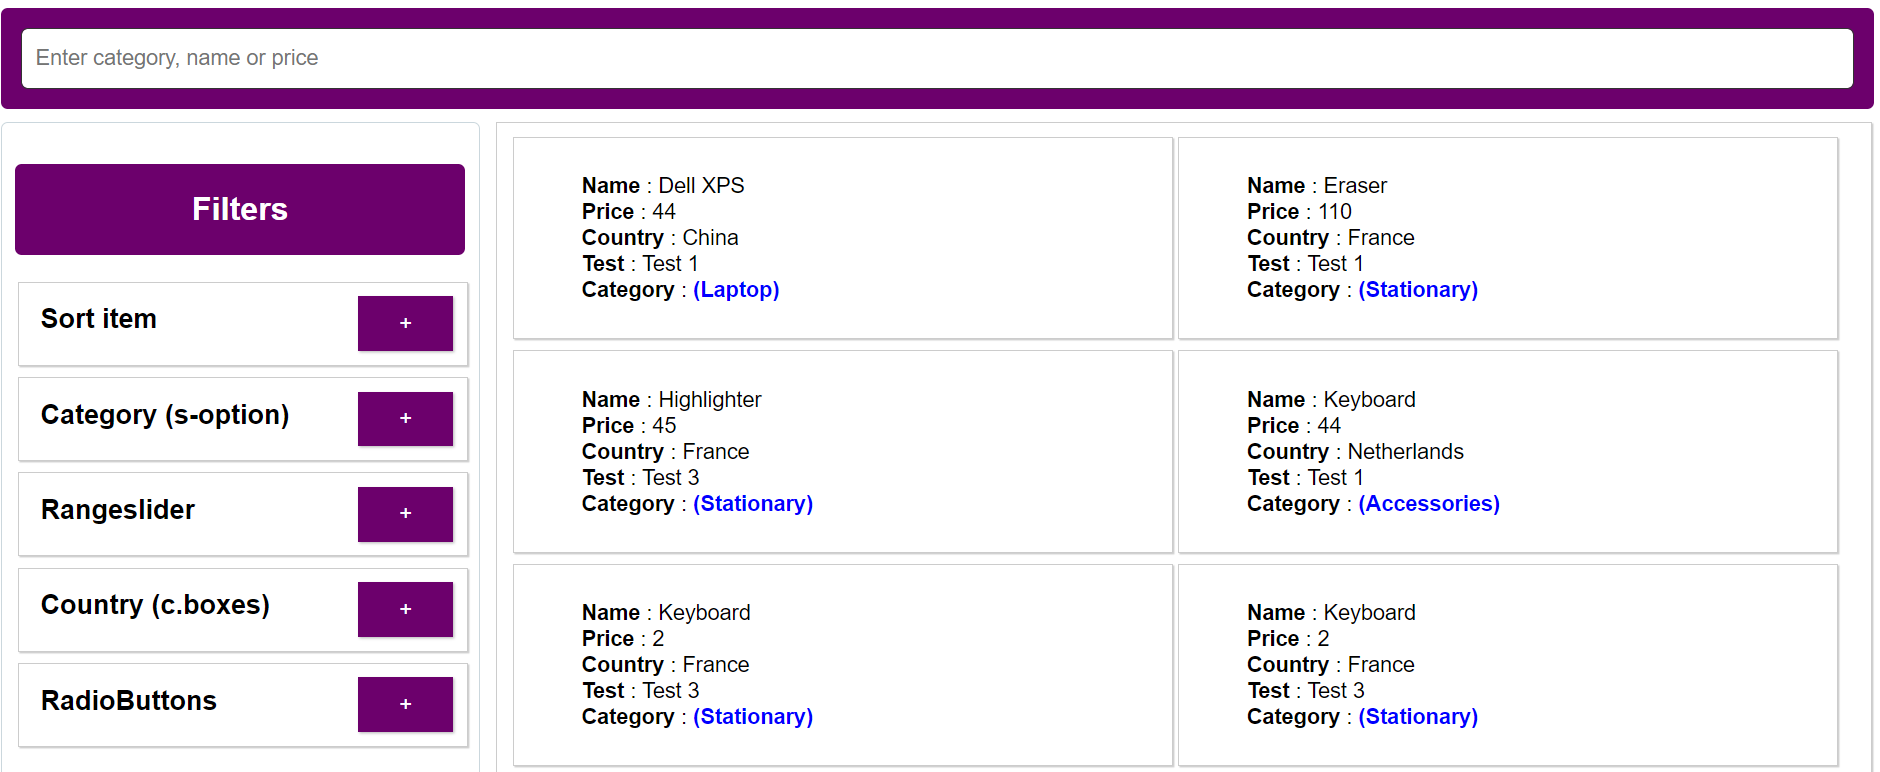 Enter category, name or price
Filters
Sort item
+
Category (s-option)
+
Rangeslider
+
Country (c.boxes)
+
RadioButtons
+
Name : Dell XPS
Price : 44
Country : China
Test : Test 1
Category : (Laptop)
Name : Eraser
Price : 110
Country : France
Test : Test 1
Category : (Stationary)
Name : Highlighter
Price : 45
Country : France
Test : Test 3
Category : (Stationary)
Name : Keyboard
Price : 44
Country : Netherlands
Test : Test 1
Category : (Accessories)
Name : Keyboard
Price : 2
Country : France
Test : Test 3
Category : (Stationary)
Name : Keyboard
Price : 2
Country : France
Test : Test 3
Category : (Stationary)